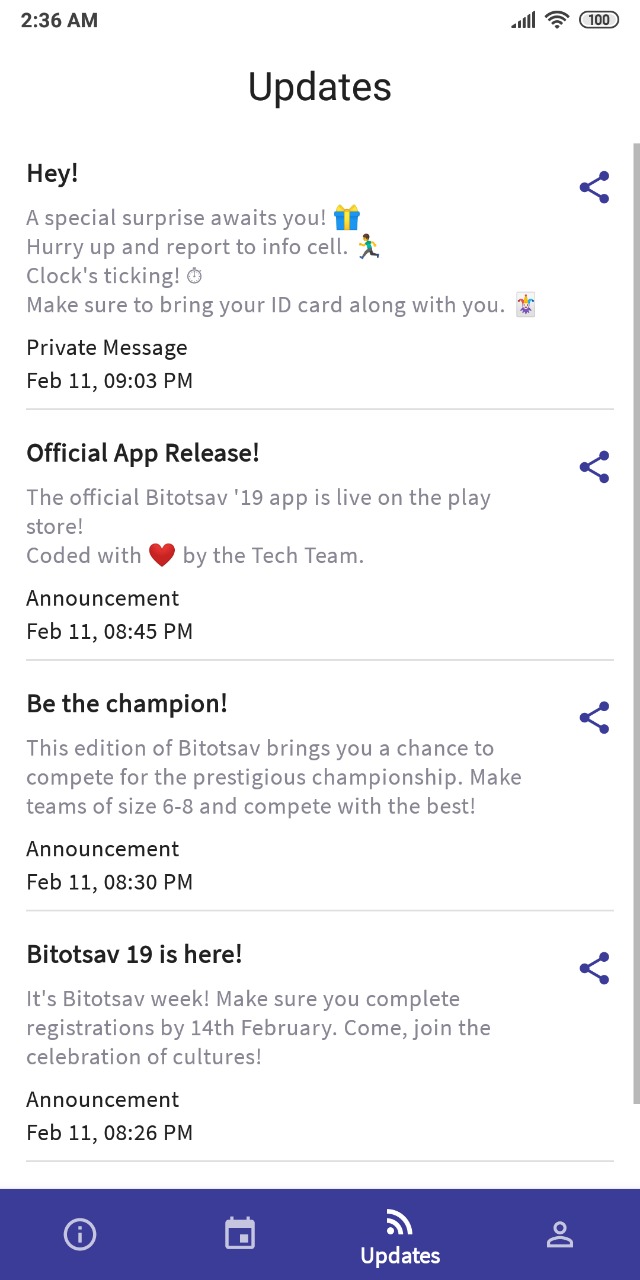 2:36 AM
100
Updates
Hey!
A special surprise awaits you! 🎁
Hurry up and report to info cell. 🏃‍♂️
Clock's ticking! ⏱
Make sure to bring your ID card along with you. 🃏
Private Message
Feb 11, 09:03 PM
Official App Release!
The official Bitotsav '19 app is live on the play
store!
Coded with ❤️ by the Tech Team.
Announcement
Feb 11, 08:45 PM
Be the champion!
This edition of Bitotsav brings you a chance to
compete for the prestigious championship. Make
teams of size 6-8 and compete with the best!
Announcement
Feb 11, 08:30 PM
Bitotsav 19 is here!
It's Bitotsav week! Make sure you complete
registrations by 14th February. Come, join the
celebration of cultures!
Announcement
Feb 11, 08:26 PM
Updates